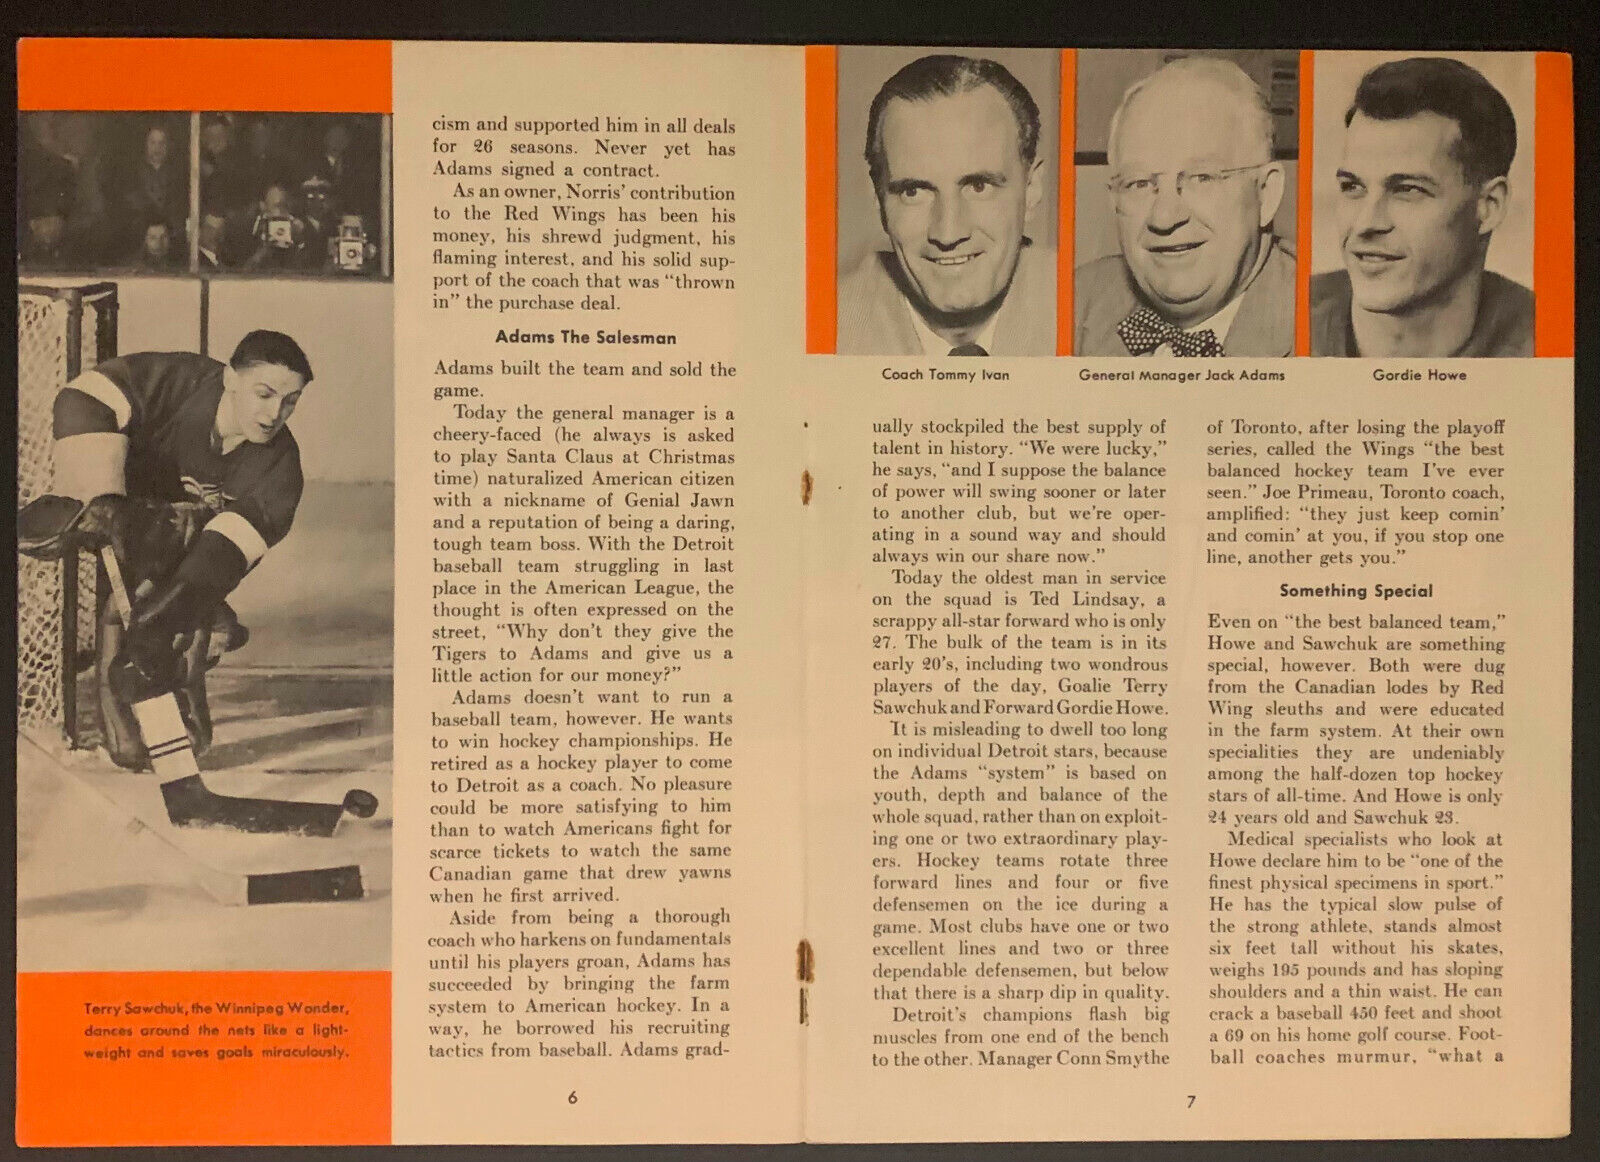 cism and supported him in all deals
for 26 seasons. Never yet has
Adams signed a contract.
As an owner, Norris' contribution
to the Red Wings has been his
money, his shrewd judgment, his
flaming interest, and his solid sup-
port of the coach that was "thrown
in" the purchase deal.
Adams The Salesman
Adams built the team and sold the
game.
Today the general manager is a
cheery-faced (he always is asked
to play Santa Claus at Christmas
time) naturalized American citizen
with a nickname of Genial Jawn
and a reputation of being a daring,
tough team boss. With the Detroit
baseball team struggling in last
place in the American League, the
thought is often expressed on the
street, "Why don't they give the
Tigers to Adams and give us a
little action for our money?"
Adams doesn't want to run a
baseball team, however. He wants
to win hockey championships. He
retired as a hockey player to come
to Detroit as a coach. No pleasure
could be more satisfying to him
than to watch Americans fight for
scarce tickets to watch the same
Canadian game that drew yawns
when he first arrived.
Aside from being a thorough
coach who harkens on fundamentals
until his players groan, Adams has
succeeded by bringing the farm
system to American hockey. In a
way, he borrowed his recruiting
tactics from baseball. Adams grad-
Terry Sawchuk, the Winnipeg Wonder,
dances around the nets like a light-
weight and saves goals miraculously.
6
Coach Tommy Ivan
General Manager Jack Adams
Gordie Howe
ually stockpiled the best supply of
talent in history. "We were lucky,"
he says, "and I suppose the balance
of power will swing sooner or later
to another club, but we're oper-
ating in a sound way and should
always win our share now."
Today the oldest man in service
on the squad is Ted Lindsay, a
scrappy all-star forward who is only
27. The bulk of the team is in its
early 20's, including two wondrous
players of the day, Goalie Terry
Sawchuk and Forward Gordie Howe.
It is misleading to dwell too long
on individual Detroit stars, because
the Adams "system" is based on
youth, depth and balance of the
whole squad, rather than on exploit-
ing one or two extraordinary play-
ers. Hockey teams rotate three
forward lines and four or five
defensemen on the ice during a
game. Most clubs have one or two
excellent lines and two or three
dependable defensemen, but below
that there is a sharp dip in quality.
Detroit's champions flash big
muscles from one end of the bench
to the other. Manager Conn Smythe
of Toronto, after losing the playoff
series, called the Wings "the best
balanced hockey team I've ever
seen." Joe Primeau, Toronto coach,
amplified: "they just keep comin'
and comin' at you, if you stop one
line, another gets you."
Something Special
Even on "the best balanced team,"
Howe and Sawchuk are something
special, however. Both were dug
from the Canadian lodes by Red
Wing sleuths and were educated
in the farm system. At their own
specialities they are undeniably
among the half-dozen top hockey
stars of all-time. And Howe is only
24 years old and Sawchuk 23.
Medical specialists who look at
Howe declare him to be "one of the
finest physical specimens in sport."
He has the typical slow pulse of
the strong athlete, stands almost
six feet tall without his skates,
weighs 195 pounds and has sloping
shoulders and a thin waist. He can
crack a baseball 450 feet and shoot
a 69 on his home golf course. Foot-
ball coaches murmur, "what a
7